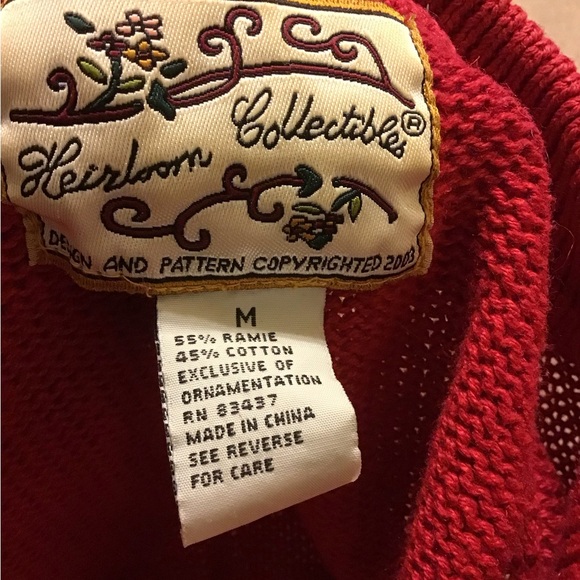 Heirloom Collectibles®
DESIGN AND PATTERN COPYRIGHTED 2003
M
55% RAMIE
45% COTTON
EXCLUSIVE OF
ORNAMENTATION
RN 83437
MADE IN CHINA
SEE REVERSE
FOR CARE